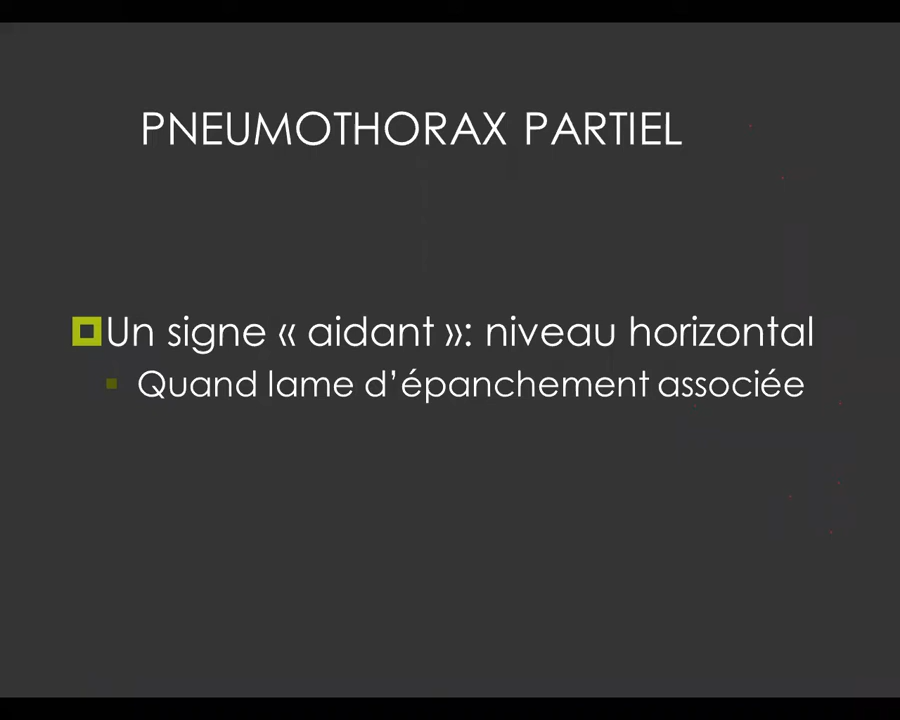 PNEUMOTHORAX PARTIEL
Un signe « aidant »: niveau horizontal
Quand lame d’épanchement associée